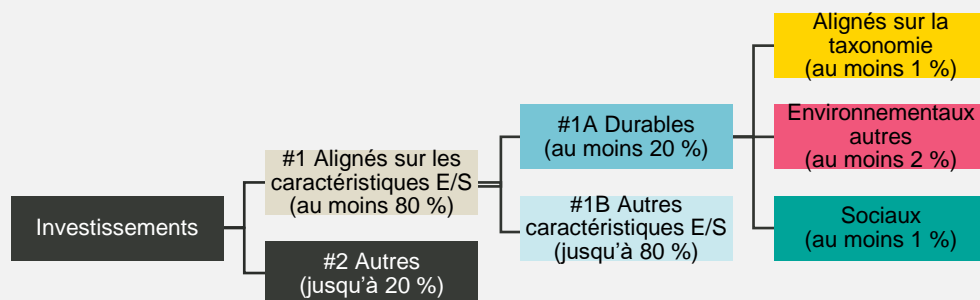 Investissements
#1 Alignés sur les
caractéristiques E/S
(au moins 80 %)
#2 Autres
(jusqu'à 20 %)
#1A Durables
(au moins 20 %)
#1B Autres
caractéristiques E/S
(jusqu'à 80 %)
Alignés sur la
taxonomie
(au moins 1 %)
Environnementaux
autres
(au moins 2 %)
Sociaux
(au moins 1 %)